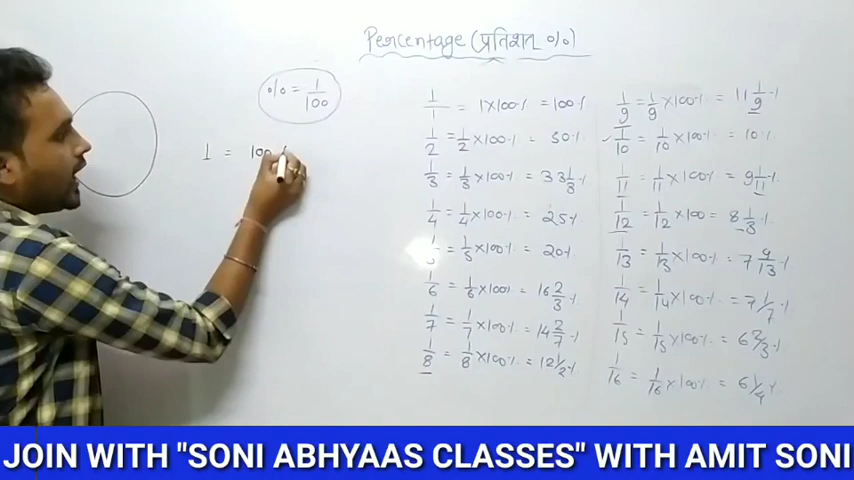 Percentage (प्रतिशत %)
% = 1/100
1 = 100%
1/1 = 1×100% = 100%
1/2 = 1/2×100% = 50%
1/3 = 1/3×100% = 33 1/3%
1/4 = 1/4×100% = 25%
= 1/5×100% = 20%
1/6 = 1/6×100% = 16 2/3%
1/7 = 1/7×100% = 14 2/7%
1/8 = 1/8×100% = 12 1/2%
1/9 = 1/9×100% = 11 1/9%
✓ 1/10 = 1/10×100% = 10%
1/11 = 1/11×100% = 9 1/11%
1/12 = 1/12×100 = 8 1/3%
1/13 = 1/13×100% = 7 9/13%
1/14 = 1/14×100% = 7 1/7%
1/15 = 1/15×100% = 6 2/3%
1/16 = 1/16×100% = 6 1/4%
JOIN WITH "SONI ABHYAAS CLASSES" WITH AMIT SONI